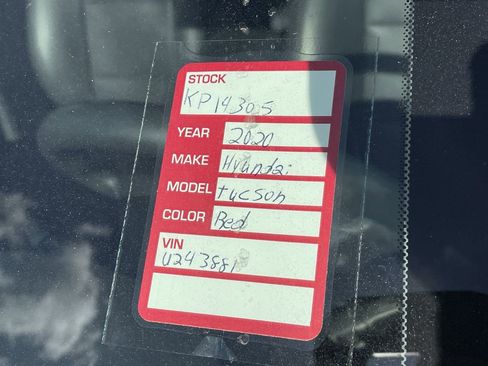 STOCK
KP14305
YEAR 2020
MAKE Hyundai
MODEL tucson
COLOR Red
VIN
U243881